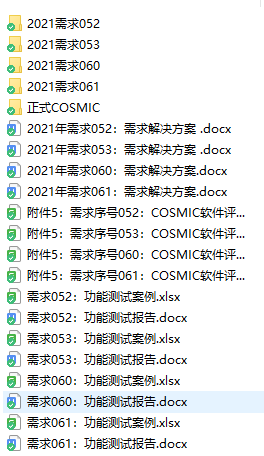 2021需求052
2021需求053
2021需求060
2021需求061
正式COSMIC
2021年需求052：需求解决方案 .docx
2021年需求053：需求解决方案 .docx
2021年需求060：需求解决方案.docx
2021年需求061：需求解决方案.docx
附件5：需求序号052：COSMIC软件评...
附件5：需求序号053：COSMIC软件评...
附件5：需求序号060：COSMIC软件评...
附件5：需求序号061：COSMIC软件评...
需求052：功能测试案例.xlsx
需求052：功能测试报告.docx
需求053：功能测试案例.xlsx
需求053：功能测试报告.docx
需求060：功能测试案例.xlsx
需求060：功能测试报告.docx
需求061：功能测试案例.xlsx
需求061：功能测试报告.docx